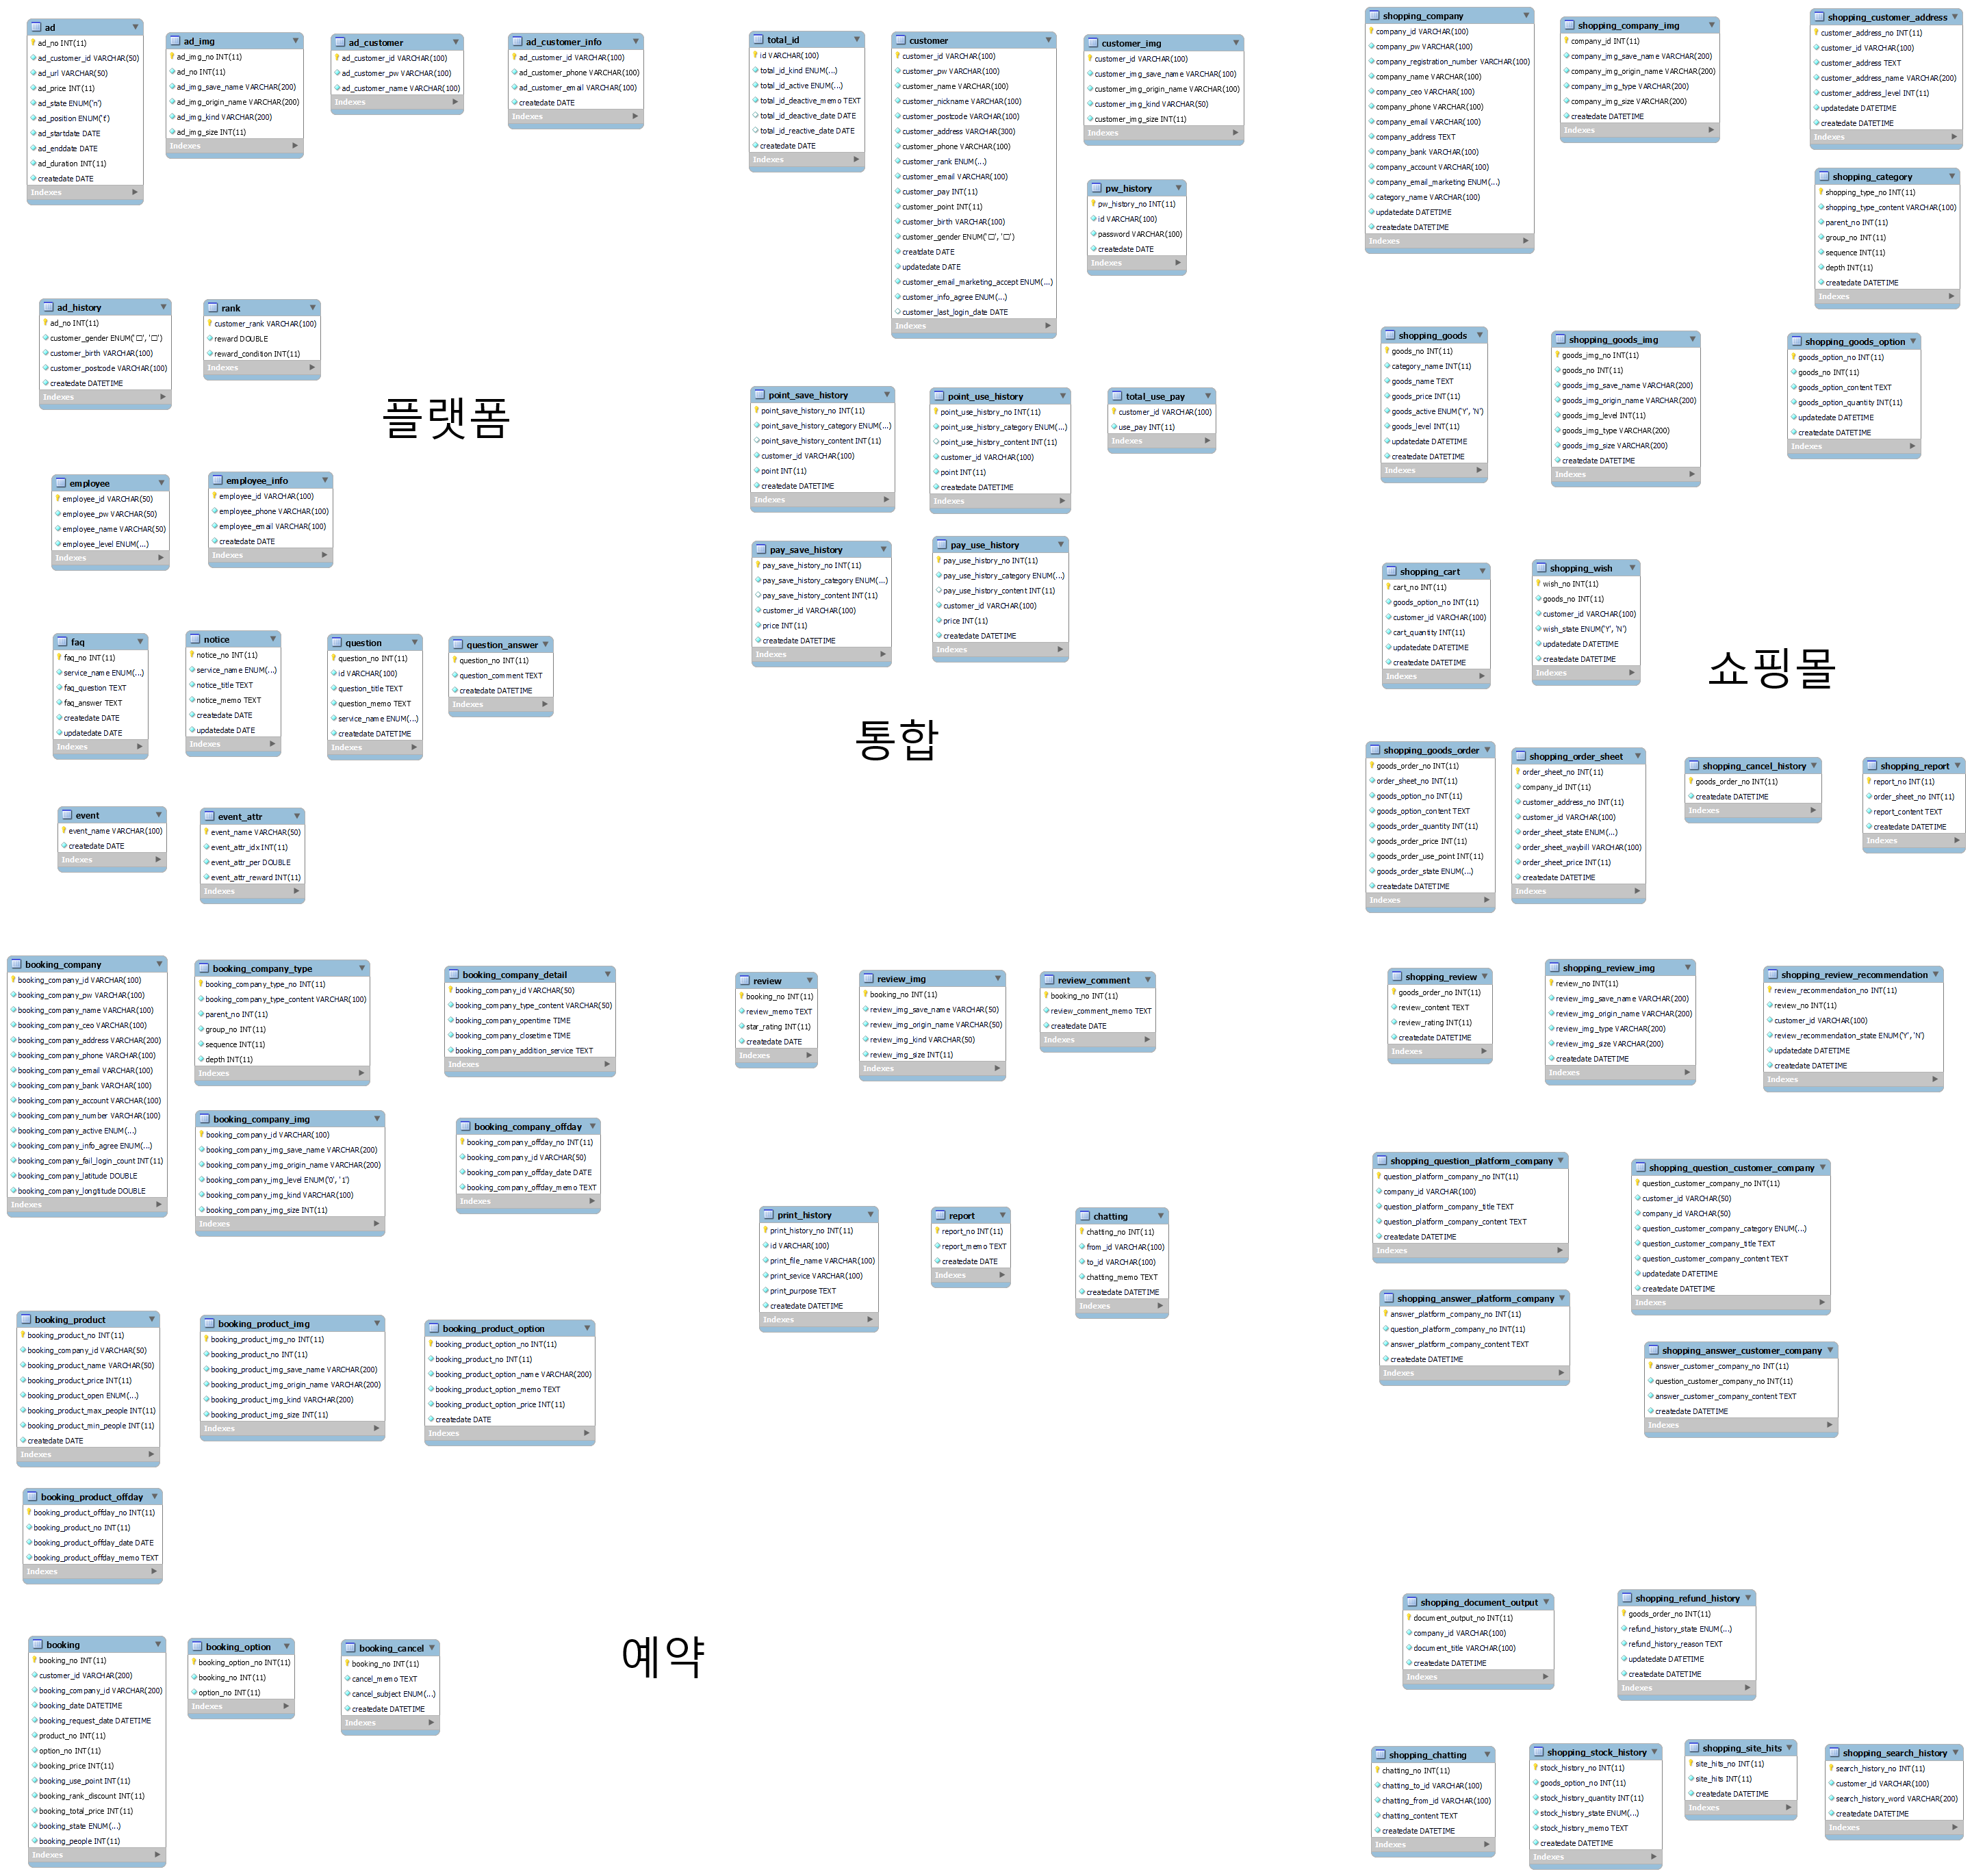 ad
ad_no INT(11)
ad_customer_id VARCHAR(50)
ad_url VARCHAR(50)
ad_price INT(11)
ad_state ENUM('n')
ad_position ENUM('f')
ad_startdate DATE
ad_enddate DATE
ad_duration INT(11)
createdate DATE
Indexes
ad_img
ad_img_no INT(11)
ad_no INT(11)
ad_img_save_name VARCHAR(200)
ad_img_origin_name VARCHAR(200)
ad_img_kind VARCHAR(200)
ad_img_size INT(11)
Indexes
ad_customer
ad_customer_id VARCHAR(100)
ad_customer_pw VARCHAR(100)
ad_customer_name VARCHAR(100)
Indexes
ad_customer_info
ad_customer_id VARCHAR(100)
ad_customer_phone VARCHAR(100)
ad_customer_email VARCHAR(100)
createdate DATE
Indexes
ad_history
ad_no INT(11)
customer_gender ENUM('□', '□')
customer_birth VARCHAR(100)
customer_postcode VARCHAR(100)
createdate DATETIME
Indexes
rank
customer_rank VARCHAR(100)
reward DOUBLE
reward_condition INT(11)
Indexes
플랫폼
employee
employee_id VARCHAR(50)
employee_pw VARCHAR(50)
employee_name VARCHAR(50)
employee_level ENUM(...)
Indexes
employee_info
employee_id VARCHAR(100)
employee_phone VARCHAR(100)
employee_email VARCHAR(100)
createdate DATE
Indexes
faq
faq_no INT(11)
service_name ENUM(...)
faq_question TEXT
faq_answer TEXT
createdate DATE
updatedate DATE
Indexes
notice
notice_no INT(11)
service_name ENUM(...)
notice_title TEXT
notice_memo TEXT
createdate DATE
updatedate DATE
Indexes
question
question_no INT(11)
id VARCHAR(100)
question_title TEXT
question_memo TEXT
service_name ENUM(...)
createdate DATETIME
Indexes
question_answer
question_no INT(11)
question_comment TEXT
createdate DATETIME
Indexes
event
event_name VARCHAR(100)
createdate DATE
Indexes
event_attr
event_name VARCHAR(50)
event_attr_idx INT(11)
event_attr_per DOUBLE
event_attr_reward INT(11)
Indexes
total_id
id VARCHAR(100)
total_id_kind ENUM(...)
total_id_active ENUM(...)
total_id_deactive_memo TEXT
total_id_deactive_date DATE
total_id_reactive_date DATE
createdate DATE
Indexes
customer
customer_id VARCHAR(100)
customer_pw VARCHAR(100)
customer_name VARCHAR(100)
customer_nickname VARCHAR(100)
customer_postcode VARCHAR(100)
customer_address VARCHAR(300)
customer_phone VARCHAR(100)
customer_rank ENUM(...)
customer_email VARCHAR(100)
customer_pay INT(11)
customer_point INT(11)
customer_birth VARCHAR(100)
customer_gender ENUM('□', '□')
creatdate DATE
updatedate DATE
customer_email_marketing_accept ENUM(...)
customer_info_agree ENUM(...)
customer_last_login_date DATE
Indexes
customer_img
customer_id VARCHAR(100)
customer_img_save_name VARCHAR(100)
customer_img_origin_name VARCHAR(100)
customer_img_kind VARCHAR(50)
customer_img_size INT(11)
Indexes
pw_history
pw_history_no INT(11)
id VARCHAR(100)
password VARCHAR(100)
createdate DATE
Indexes
point_save_history
point_save_history_no INT(11)
point_save_history_category ENUM(...)
point_save_history_content INT(11)
customer_id VARCHAR(100)
point INT(11)
createdate DATETIME
Indexes
point_use_history
point_use_history_no INT(11)
point_use_history_category ENUM(...)
point_use_history_content INT(11)
customer_id VARCHAR(100)
point INT(11)
createdate DATETIME
Indexes
total_use_pay
customer_id VARCHAR(100)
use_pay INT(11)
Indexes
pay_save_history
pay_save_history_no INT(11)
pay_save_history_category ENUM(...)
pay_save_history_content INT(11)
customer_id VARCHAR(100)
price INT(11)
createdate DATETIME
Indexes
pay_use_history
pay_use_history_no INT(11)
pay_use_history_category ENUM(...)
pay_use_history_content INT(11)
customer_id VARCHAR(100)
price INT(11)
createdate DATETIME
Indexes
통합
shopping_company
company_id VARCHAR(100)
company_pw VARCHAR(100)
company_registration_number VARCHAR(100)
company_name VARCHAR(100)
company_ceo VARCHAR(100)
company_phone VARCHAR(100)
company_email VARCHAR(100)
company_address TEXT
company_bank VARCHAR(100)
company_account VARCHAR(100)
company_email_marketing ENUM(...)
category_name VARCHAR(100)
updatedate DATETIME
createdate DATETIME
Indexes
shopping_company_img
company_id INT(11)
company_img_save_name VARCHAR(200)
company_img_origin_name VARCHAR(200)
company_img_type VARCHAR(200)
company_img_size VARCHAR(200)
createdate DATETIME
Indexes
shopping_customer_address
customer_address_no INT(11)
customer_id VARCHAR(100)
customer_address TEXT
customer_address_name VARCHAR(200)
customer_address_level INT(11)
updatedate DATETIME
createdate DATETIME
Indexes
shopping_category
shopping_type_no INT(11)
shopping_type_content VARCHAR(100)
parent_no INT(11)
group_no INT(11)
sequence INT(11)
depth INT(11)
createdate DATETIME
Indexes
shopping_goods
goods_no INT(11)
category_name INT(11)
goods_name TEXT
goods_price INT(11)
goods_active ENUM('Y', 'N')
goods_level INT(11)
updatedate DATETIME
createdate DATETIME
Indexes
shopping_goods_img
goods_img_no INT(11)
goods_no INT(11)
goods_img_save_name VARCHAR(200)
goods_img_origin_name VARCHAR(200)
goods_img_level INT(11)
goods_img_type VARCHAR(200)
goods_img_size VARCHAR(200)
createdate DATETIME
Indexes
shopping_goods_option
goods_option_no INT(11)
goods_no INT(11)
goods_option_content TEXT
goods_option_quantity INT(11)
updatedate DATETIME
createdate DATETIME
Indexes
shopping_cart
cart_no INT(11)
goods_option_no INT(11)
customer_id VARCHAR(100)
cart_quantity INT(11)
updatedate DATETIME
createdate DATETIME
Indexes
shopping_wish
wish_no INT(11)
goods_no INT(11)
customer_id VARCHAR(100)
wish_state ENUM('Y', 'N')
updatedate DATETIME
createdate DATETIME
Indexes
쇼핑몰
shopping_goods_order
goods_order_no INT(11)
order_sheet_no INT(11)
goods_option_no INT(11)
goods_option_content TEXT
goods_order_quantity INT(11)
goods_order_price INT(11)
goods_order_use_point INT(11)
goods_order_state ENUM(...)
createdate DATETIME
Indexes
shopping_order_sheet
order_sheet_no INT(11)
company_id INT(11)
customer_address_no INT(11)
customer_id VARCHAR(100)
order_sheet_state ENUM(...)
order_sheet_waybill VARCHAR(100)
order_sheet_price INT(11)
createdate DATETIME
Indexes
shopping_cancel_history
goods_order_no INT(11)
createdate DATETIME
Indexes
shopping_report
report_no INT(11)
order_sheet_no INT(11)
report_content TEXT
createdate DATETIME
Indexes
booking_company
booking_company_id VARCHAR(100)
booking_company_pw VARCHAR(100)
booking_company_name VARCHAR(100)
booking_company_ceo VARCHAR(100)
booking_company_address VARCHAR(200)
booking_company_phone VARCHAR(100)
booking_company_email VARCHAR(100)
booking_company_bank VARCHAR(100)
booking_company_account VARCHAR(100)
booking_company_number VARCHAR(100)
booking_company_active ENUM(...)
booking_company_info_agree ENUM(...)
booking_company_fail_login_count INT(11)
booking_company_latitude DOUBLE
booking_company_longtitude DOUBLE
Indexes
booking_company_type
booking_company_type_no INT(11)
booking_company_type_content VARCHAR(100)
parent_no INT(11)
group_no INT(11)
sequence INT(11)
depth INT(11)
Indexes
booking_company_detail
booking_company_id VARCHAR(50)
booking_company_type_content VARCHAR(50)
booking_company_opentime TIME
booking_company_closetime TIME
booking_company_addition_service TEXT
Indexes
booking_company_img
booking_company_id VARCHAR(100)
booking_company_img_save_name VARCHAR(200)
booking_company_img_origin_name VARCHAR(200)
booking_company_img_level ENUM('0', '1')
booking_company_img_kind VARCHAR(100)
booking_company_img_size INT(11)
Indexes
booking_company_offday
booking_company_offday_no INT(11)
booking_company_id VARCHAR(50)
booking_company_offday_date DATE
booking_company_offday_memo TEXT
Indexes
booking_product
booking_product_no INT(11)
booking_company_id VARCHAR(50)
booking_product_name VARCHAR(50)
booking_product_price INT(11)
booking_product_open ENUM(...)
booking_product_max_people INT(11)
booking_product_min_people INT(11)
createdate DATE
Indexes
booking_product_img
booking_product_img_no INT(11)
booking_product_no INT(11)
booking_product_img_save_name VARCHAR(200)
booking_product_img_origin_name VARCHAR(200)
booking_product_img_kind VARCHAR(200)
booking_product_img_size INT(11)
Indexes
booking_product_option
booking_product_option_no INT(11)
booking_product_no INT(11)
booking_product_option_name VARCHAR(200)
booking_product_option_memo TEXT
booking_product_option_price INT(11)
createdate DATE
Indexes
booking_product_offday
booking_product_offday_no INT(11)
booking_product_no INT(11)
booking_product_offday_date DATE
booking_product_offday_memo TEXT
Indexes
booking
booking_no INT(11)
customer_id VARCHAR(200)
booking_company_id VARCHAR(200)
booking_date DATETIME
booking_request_date DATETIME
product_no INT(11)
option_no INT(11)
booking_price INT(11)
booking_use_point INT(11)
booking_rank_discount INT(11)
booking_total_price INT(11)
booking_state ENUM(...)
booking_people INT(11)
Indexes
booking_option
booking_option_no INT(11)
booking_no INT(11)
option_no INT(11)
Indexes
booking_cancel
booking_no INT(11)
cancel_memo TEXT
cancel_subject ENUM(...)
createdate DATETIME
Indexes
예약
review
booking_no INT(11)
review_memo TEXT
star_rating INT(11)
createdate DATE
Indexes
review_img
booking_no INT(11)
review_img_save_name VARCHAR(50)
review_img_origin_name VARCHAR(50)
review_img_kind VARCHAR(50)
review_img_size INT(11)
Indexes
review_comment
booking_no INT(11)
review_comment_memo TEXT
createdate DATE
Indexes
print_history
print_history_no INT(11)
id VARCHAR(100)
print_file_name VARCHAR(100)
print_sevice VARCHAR(100)
print_purpose TEXT
createdate DATETIME
Indexes
report
report_no INT(11)
report_memo TEXT
createdate DATE
Indexes
chatting
chatting_no INT(11)
from_id VARCHAR(100)
to_id VARCHAR(100)
chatting_memo TEXT
createdate DATETIME
Indexes
shopping_review
goods_order_no INT(11)
review_content TEXT
review_rating INT(11)
createdate DATETIME
Indexes
shopping_review_img
review_no INT(11)
review_img_save_name VARCHAR(200)
review_img_origin_name VARCHAR(200)
review_img_type VARCHAR(200)
review_img_size VARCHAR(200)
createdate DATETIME
Indexes
shopping_review_recommendation
review_recommendation_no INT(11)
review_no INT(11)
customer_id VARCHAR(100)
review_recommendation_state ENUM('Y', 'N')
updatedate DATETIME
createdate DATETIME
Indexes
shopping_question_platform_company
question_platform_company_no INT(11)
company_id VARCHAR(100)
question_platform_company_title TEXT
question_platform_company_content TEXT
createdate DATETIME
Indexes
shopping_question_customer_company
question_customer_company_no INT(11)
customer_id VARCHAR(50)
company_id VARCHAR(50)
question_customer_company_category ENUM(...)
question_customer_company_title TEXT
question_customer_company_content TEXT
updatedate DATETIME
createdate DATETIME
Indexes
shopping_answer_platform_company
answer_platform_company_no INT(11)
question_platform_company_no INT(11)
answer_platform_company_content TEXT
createdate DATETIME
Indexes
shopping_answer_customer_company
answer_customer_company_no INT(11)
question_customer_company_no INT(11)
answer_customer_company_content TEXT
createdate DATETIME
Indexes
shopping_document_output
document_output_no INT(11)
company_id VARCHAR(100)
document_title VARCHAR(100)
createdate DATETIME
Indexes
shopping_refund_history
goods_order_no INT(11)
refund_history_state ENUM(...)
refund_history_reason TEXT
updatedate DATETIME
createdate DATETIME
Indexes
shopping_chatting
chatting_no INT(11)
chatting_to_id VARCHAR(100)
chatting_from_id VARCHAR(100)
chatting_content TEXT
createdate DATETIME
Indexes
shopping_stock_history
stock_history_no INT(11)
goods_option_no INT(11)
stock_history_quantity INT(11)
stock_history_state ENUM(...)
stock_history_memo TEXT
createdate DATETIME
Indexes
shopping_site_hits
site_hits_no INT(11)
site_hits INT(11)
createdate DATETIME
Indexes
shopping_search_history
search_history_no INT(11)
customer_id VARCHAR(100)
search_history_word VARCHAR(200)
createdate DATETIME
Indexes